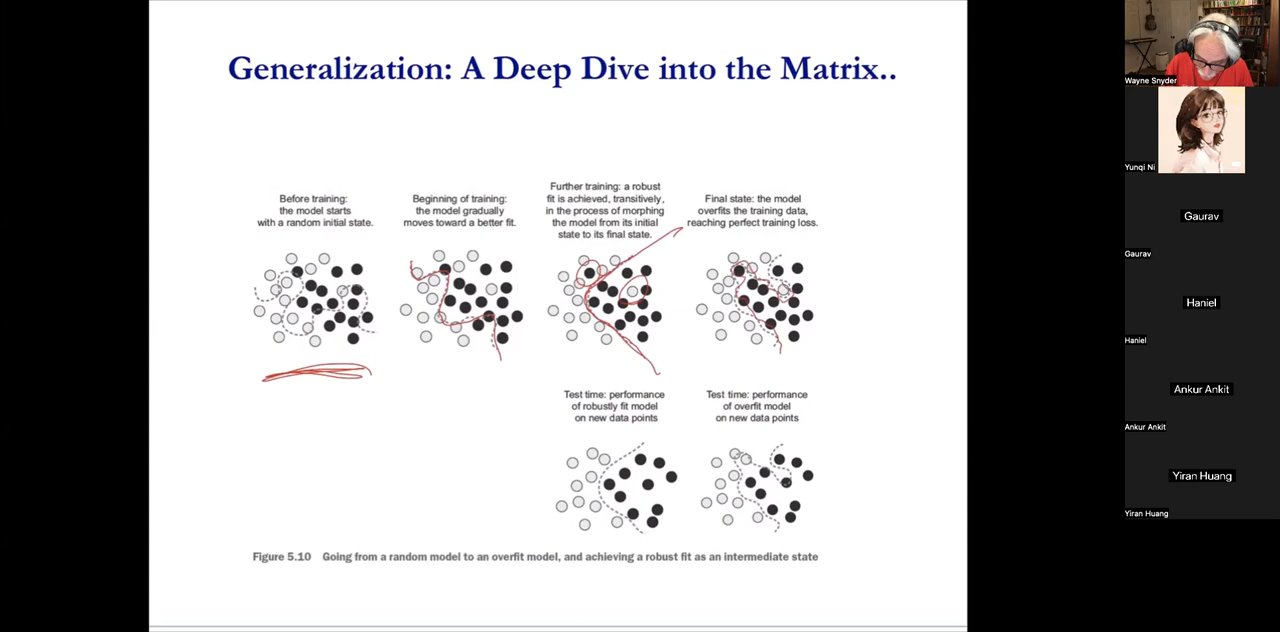 Generalization: A Deep Dive into the Matrix..
Before training:
the model starts
with a random initial state.
Beginning of training:
the model gradually
moves toward a better fit.
Further training: a robust
fit is achieved, transitively,
in the process of morphing
the model from its initial
state to its final state.
Final state: the model
overfits the training data,
reaching perfect training loss.
Test time: performance
of robustly fit model
on new data points
Test time: performance
of overfit model
on new data points
Figure 5.10 Going from a random model to an overfit model, and achieving a robust fit as an intermediate state
Wayne Snyder
Yunqi Ni
Gaurav
Gaurav
Haniel
Haniel
Ankur Ankit
Ankur Ankit
Yiran Huang
Yiran Huang